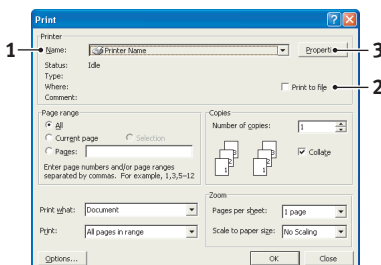 Print
Printer
1 Name: Printer Name Properti 3
Status: Idle
Type:
Where: Print to file 2
Comment:
Page range
All
Current page Selection
Pages:
Enter page numbers and/or page ranges
separated by commas. For example, 1,3,5-12
Copies
Number of copies: 1
Collate
Print what: Document
Print: All pages in range
Zoom
Pages per sheet: 1 page
Scale to paper size: No Scaling
Options... OK Close